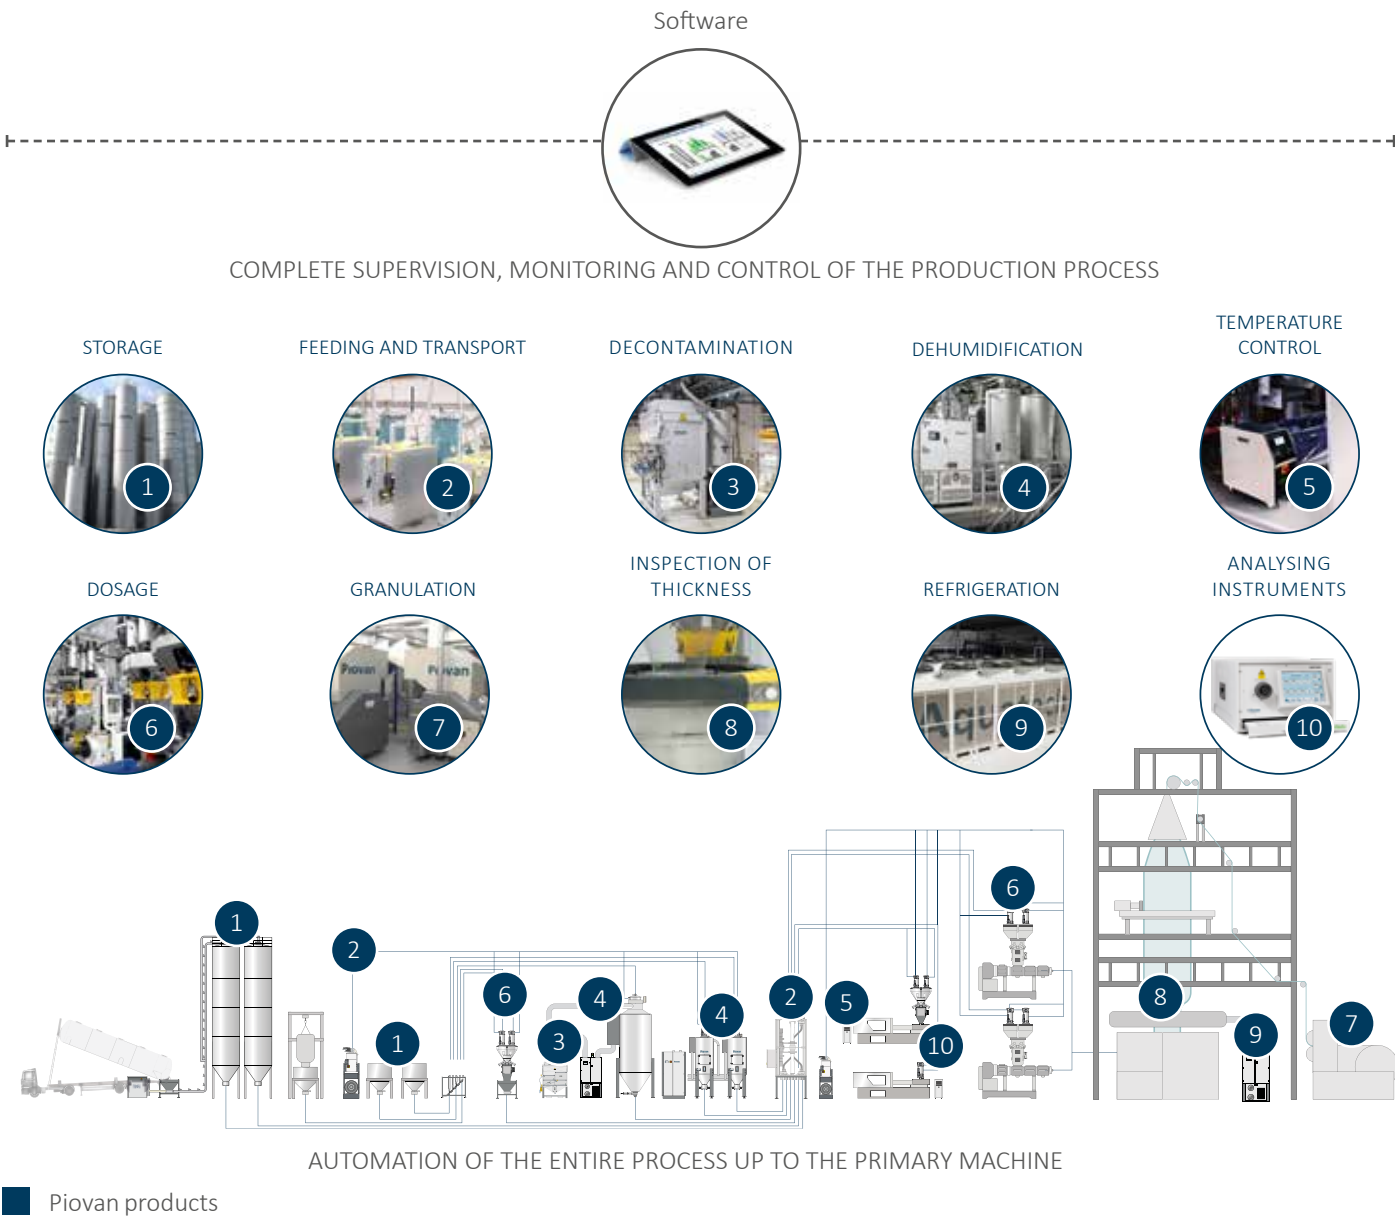 Software
COMPLETE SUPERVISION, MONITORING AND CONTROL OF THE PRODUCTION PROCESS
STORAGE
FEEDING AND TRANSPORT
DECONTAMINATION
DEHUMIDIFICATION
TEMPERATURE
CONTROL
1
2
3
4
5
DOSAGE
GRANULATION
INSPECTION OF
THICKNESS
REFRIGERATION
ANALYSING
INSTRUMENTS
Piovan
Piovan
6
7
8
9
10
6
1
2
6
4
4
2
5
8
7
1
3
10
9
AUTOMATION OF THE ENTIRE PROCESS UP TO THE PRIMARY MACHINE
Piovan products